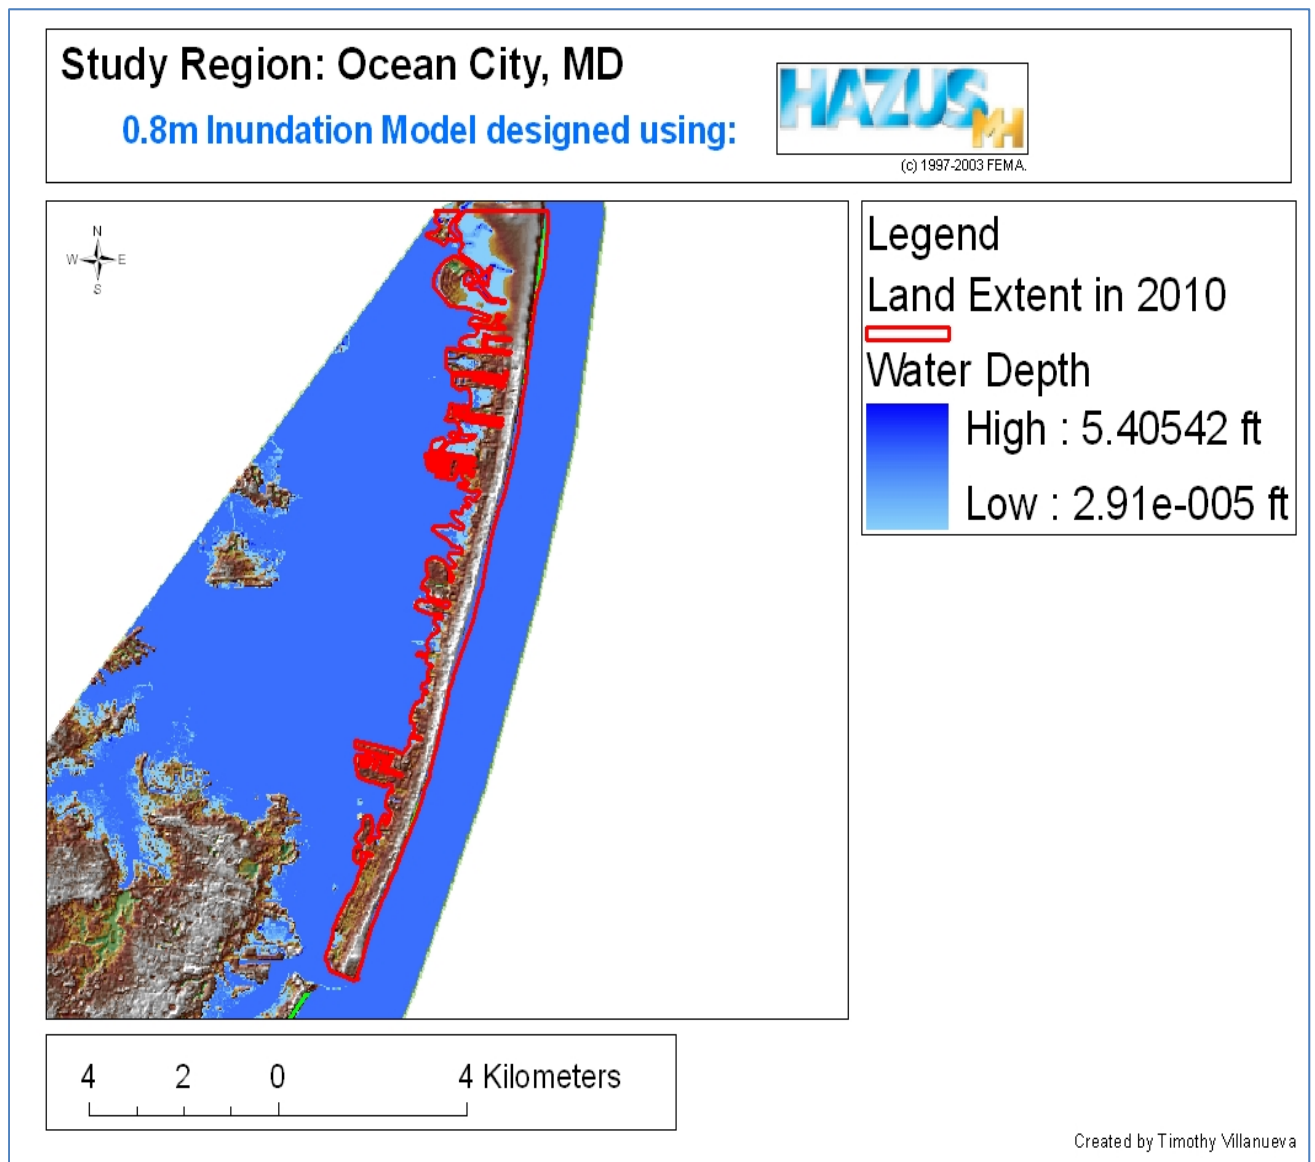 Study Region: Ocean City, MD
0.8m Inundation Model designed using:
HAZUS
MH
(c) 1997-2003 FEMA.
N
W E
S
Legend
Land Extent in 2010
Water Depth
High : 5.40542 ft
Low : 2.91e-005 ft
4 2 0 4 Kilometers
Created by Timothy Villanueva